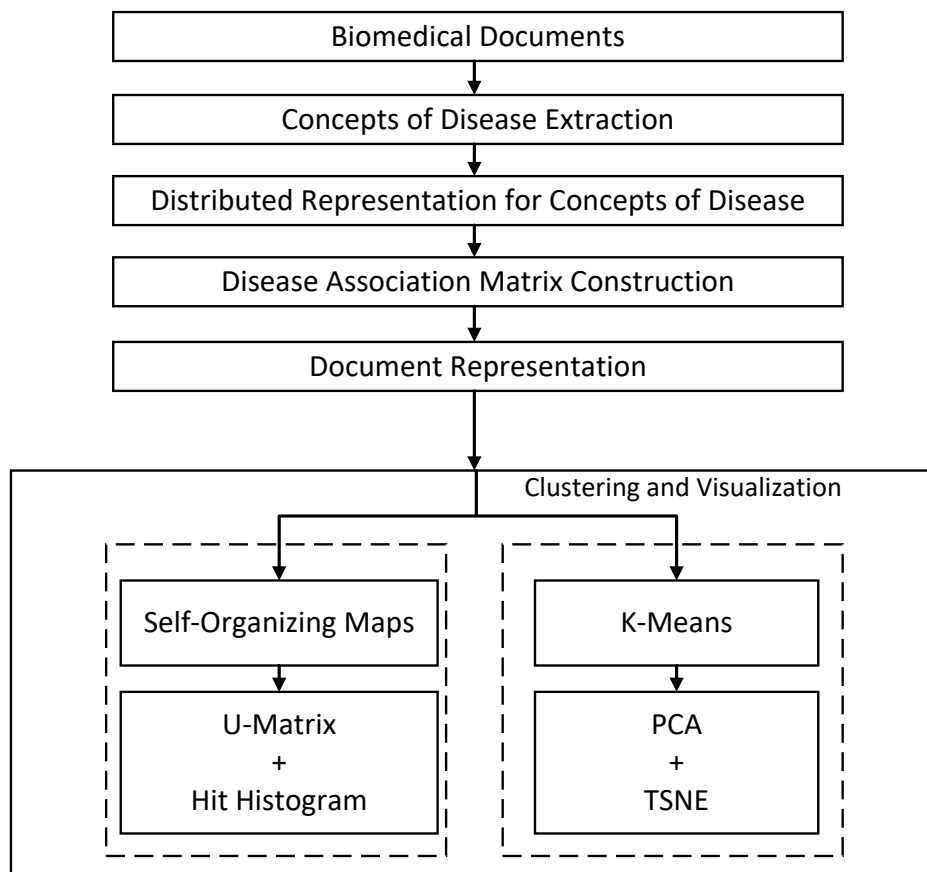 Biomedical Documents
Concepts of Disease Extraction
Distributed Representation for Concepts of Disease
Disease Association Matrix Construction
Document Representation
Clustering and Visualization
Self-Organizing Maps
K-Means
U-Matrix
+
Hit Histogram
PCA
+
TSNE